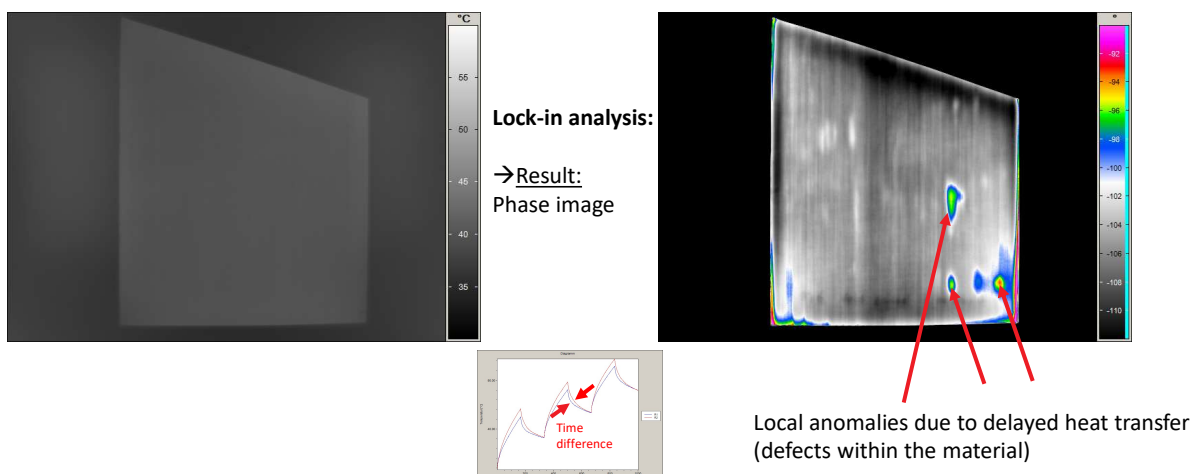 °C
55
50
45
40
35
Lock-in analysis:
→Result:
Phase image
°
-92
-94
-96
-98
-100
-102
-104
-106
-108
-110
Time
difference
Local anomalies due to delayed heat transfer
(defects within the material)